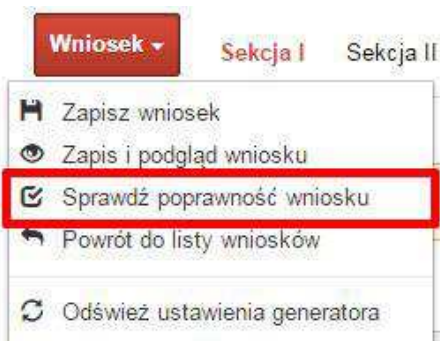 Wniosek Sekcja I Sekcja II
Zapisz wniosek
Zapis i podgląd wniosku
Sprawdź poprawność wniosku
Powrót do listy wniosków
Odśwież ustawienia generatora